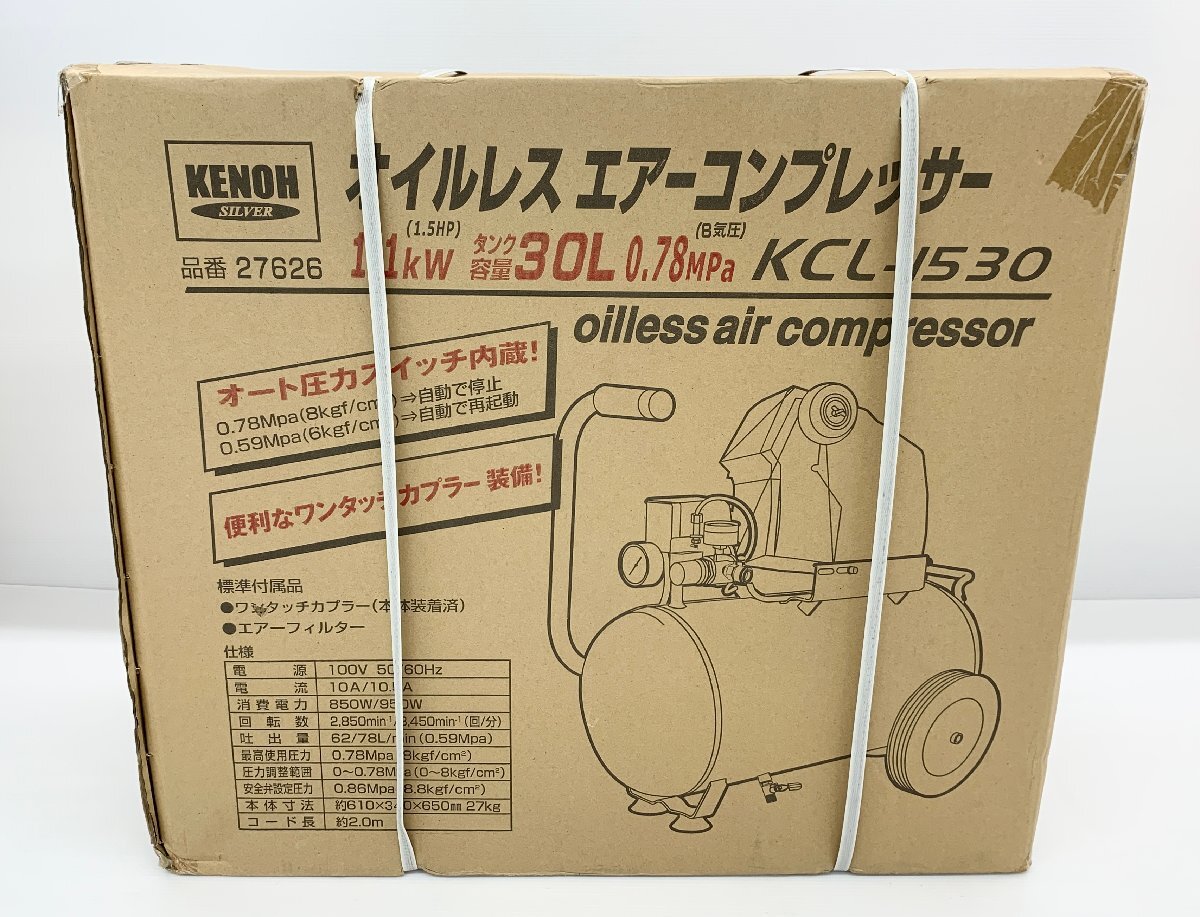 KENOH
SILVER
オイルレス エアーコンプレッサー
(1.5HP)
(8気圧)
1.1kW タンク容量 30L 0.78MPa KCL-1530
品番 27626
oilless air compressor
オート圧力スイッチ内蔵!
0.78Mpa(8kgf/cm²)⇒自動で停止
0.59Mpa(6kgf/cm²)⇒自動で再起動
便利なワンタッチカプラー 装備!
標準付属品
●ワンタッチカプラー(本体装着済)
●エアーフィルター
仕様
電源 100V 50/60Hz
電流 10A/10.
消費電力 850W/950W
回転数 2,850min⁻¹/3,450min⁻¹(回/分)
吐出量 62/78L/min(0.59Mpa)
最高使用圧力 0.78Mpa(8kgf/cm²)
圧力調整範囲 0〜0.78Mpa(0〜8kgf/cm²)
安全弁設定圧力 0.86Mpa(8.8kgf/cm²)
本体寸法 約610×340×650㎜ 27kg
コード長 約2.0m